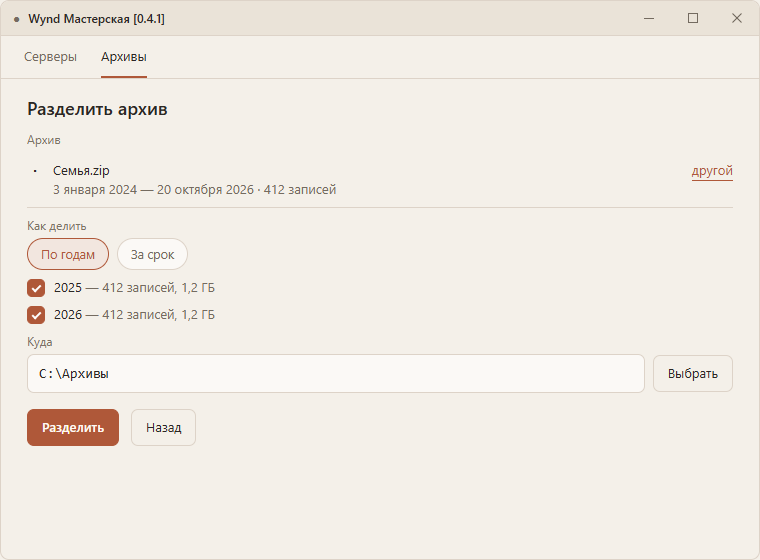 Wynd Мастерская [0.4.1]
Серверы Архивы
Разделить архив
Архив
Семья.zip другой
3 января 2024 — 20 октября 2026 · 412 записей
Как делить
По годам За срок
2025 — 412 записей, 1,2 ГБ
2026 — 412 записей, 1,2 ГБ
Куда
C:\Архивы Выбрать
Разделить Назад